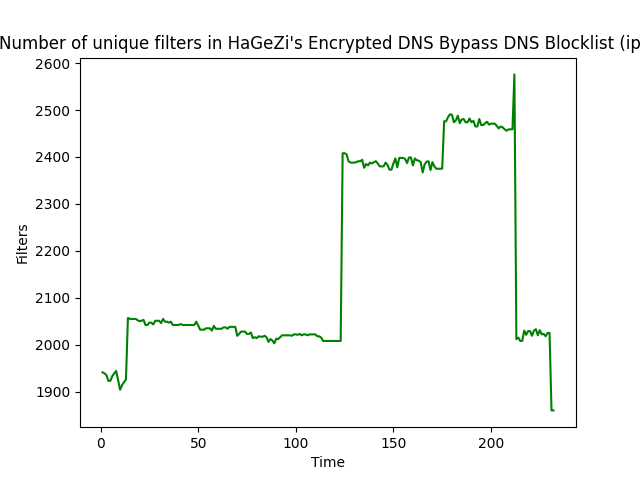 Number of unique filters in HaGeZi's Encrypted DNS Bypass DNS Blocklist (ip
2600
2500
2400
2300
2200
2100
2000
1900
Filters
0 50 100 150 200
Time